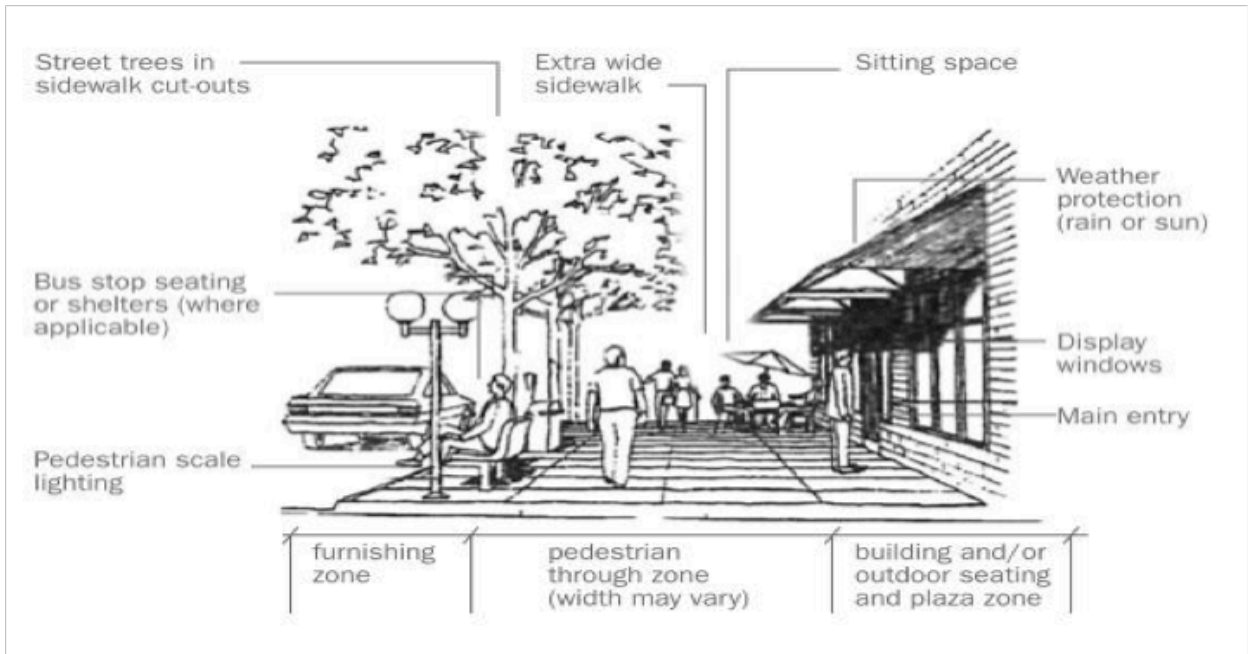 Street trees in
sidewalk cut-outs
Extra wide
sidewalk
Sitting space
Weather
protection
(rain or sun)
Bus stop seating
or shelters (where
applicable)
Display
windows
Main entry
Pedestrian scale
lighting
furnishing
zone
pedestrian
through zone
(width may vary)
building and/or
outdoor seating
and plaza zone